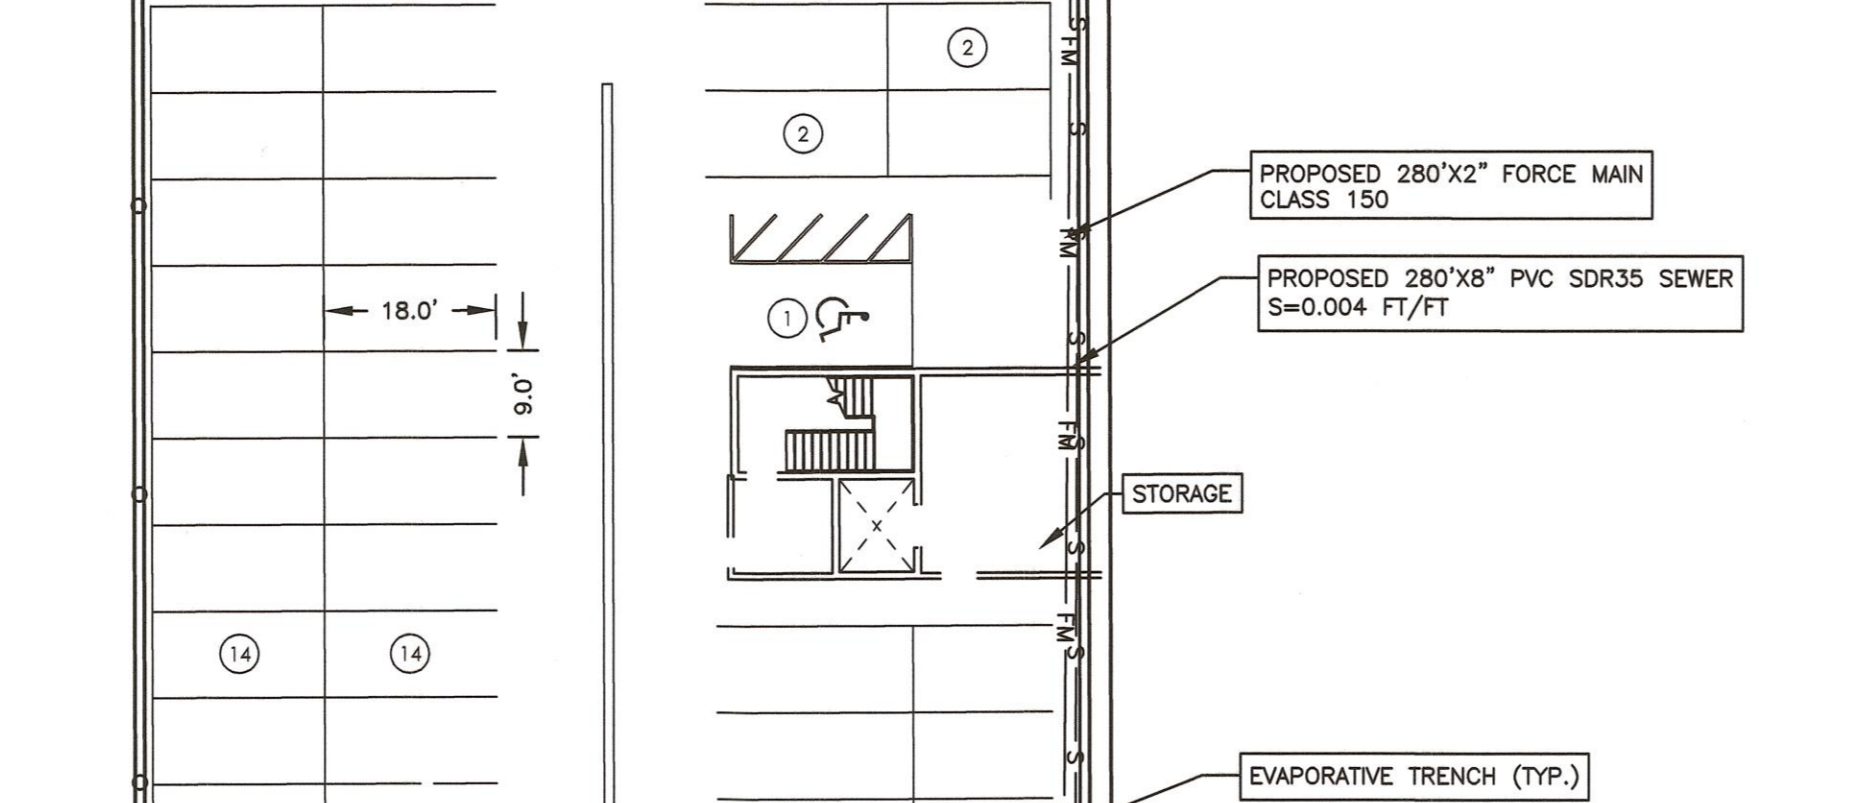 S
FM
2
S
2
PROPOSED 280'X2" FORCE MAIN
CLASS 150
S
FM
PROPOSED 280'X8" PVC SDR35 SEWER
S=0.004 FT/FT
18.0'
1
S
9.0'
FM
S
STORAGE
X
S
FM
14
14
S
S
EVAPORATIVE TRENCH (TYP.)